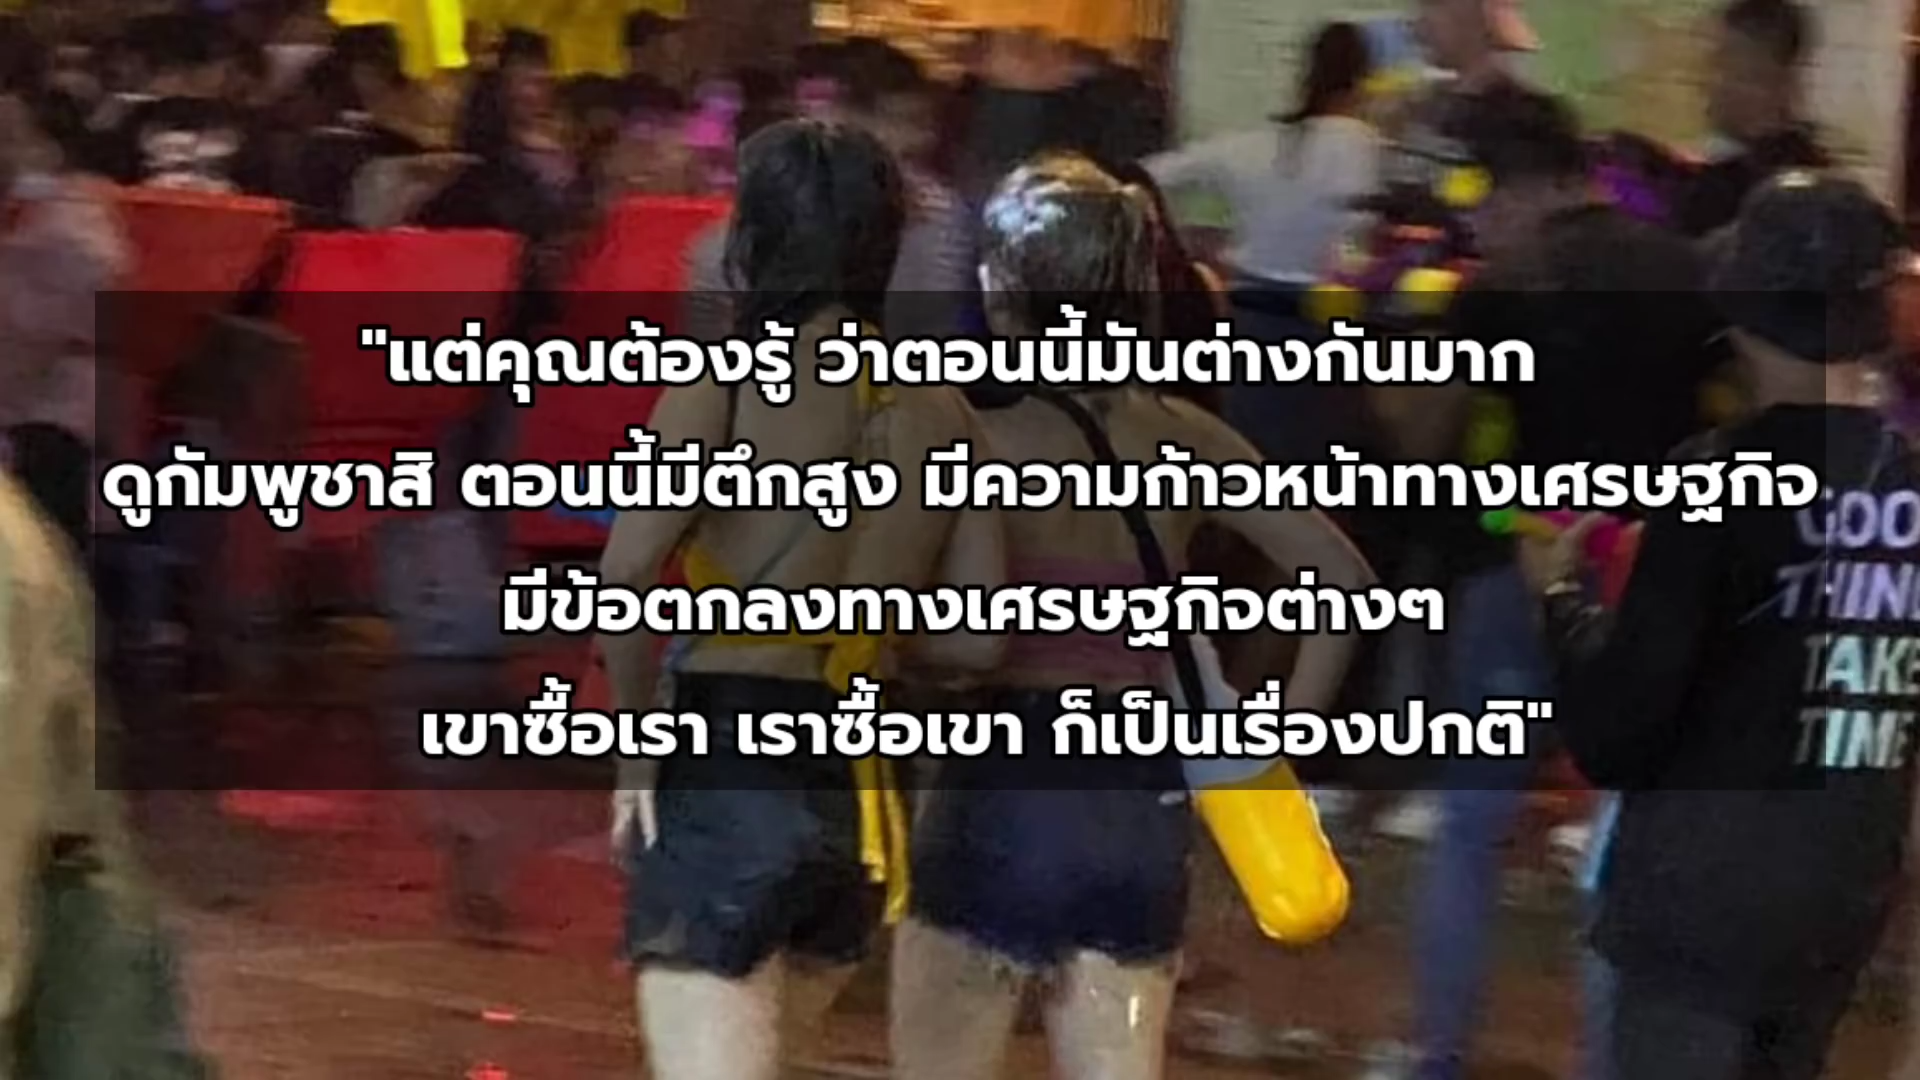 "แต่คุณต้องรู้ ว่าตอนนี้มันต่างกันมาก
ดูกัมพูชาสิ ตอนนี้มีตึกสูง มีความก้าวหน้าทางเศรษฐกิจ
มีข้อตกลงทางเศรษฐกิจต่างๆ
เขาซื้อเรา เราซื้อเขา ก็เป็นเรื่องปกติ"
GOO
THIN
TAKE
TIME